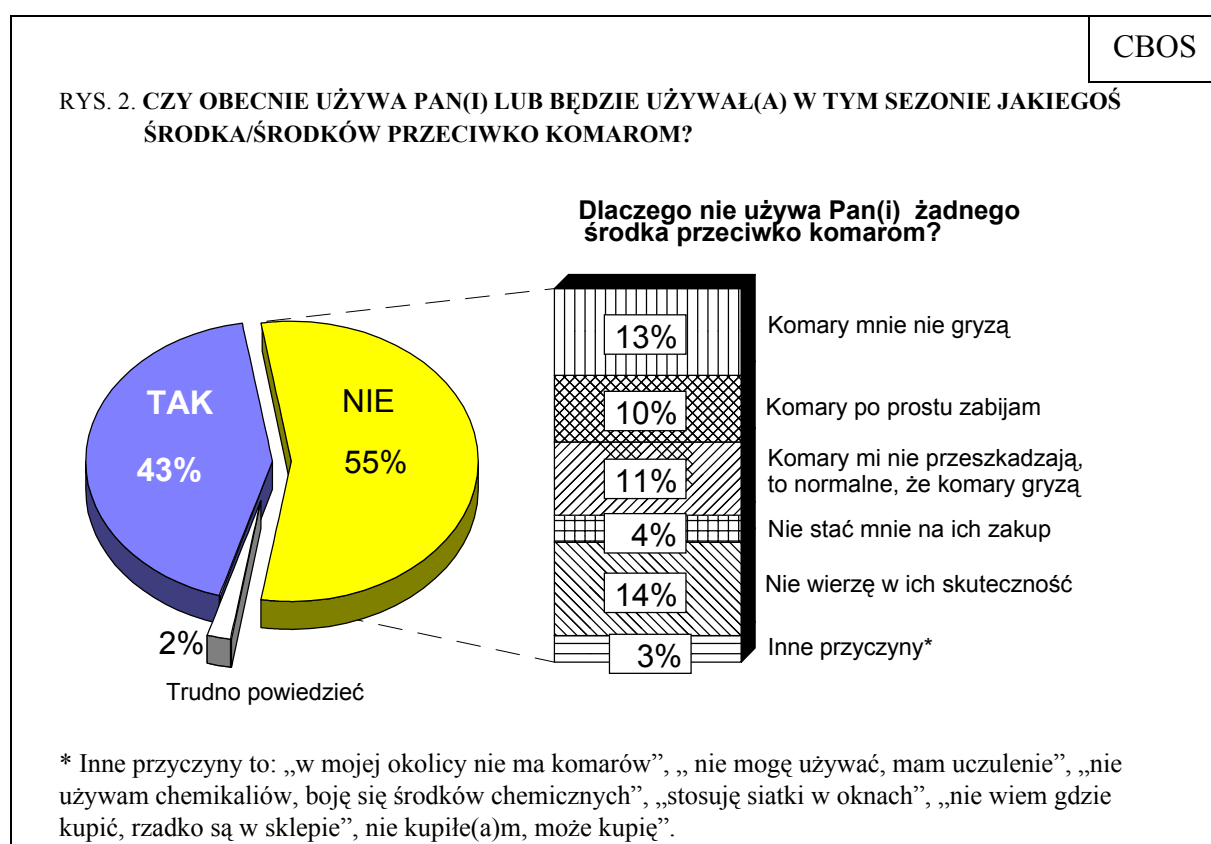 CBOS
RYS. 2. CZY OBECNIE UŻYWA PAN(I) LUB BĘDZIE UŻYWAŁ(A) W TYM SEZONIE JAKIEGOŚ
ŚRODKA/ŚRODKÓW PRZECIWKO KOMAROM?
Dlaczego nie używa Pan(i) żadnego
środka przeciwko komarom?
TAK
43%
NIE
55%
2%
Trudno powiedzieć
13%
Komary mnie nie gryzą
10%
Komary po prostu zabijam
11%
Komary mi nie przeszkadzają,
to normalne, że komary gryzą
4%
Nie stać mnie na ich zakup
14%
Nie wierzę w ich skuteczność
3%
Inne przyczyny*
* Inne przyczyny to: „w mojej okolicy nie ma komarów”, „ nie mogę używać, mam uczulenie”, „nie
używam chemikaliów, boję się środków chemicznych”, „stosuję siatki w oknach”, „nie wiem gdzie
kupić, rzadko są w sklepie”, nie kupiłe(a)m, może kupię”.